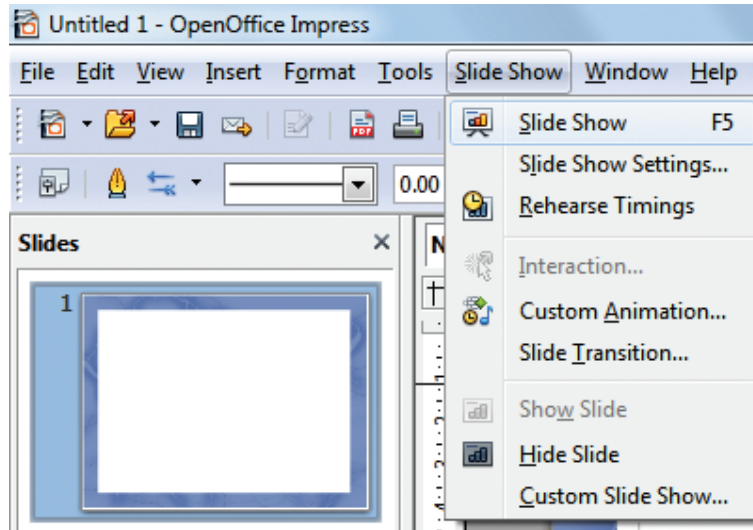 Untitled 1 - OpenOffice Impress
File Edit View Insert Format Tools Slide Show Window Help
Slide Show F5
Slide Show Settings...
0.00
Rehearse Timings
Slides
Interaction...
1
Custom Animation...
Slide Transition...
Show Slide
Hide Slide
Custom Slide Show...